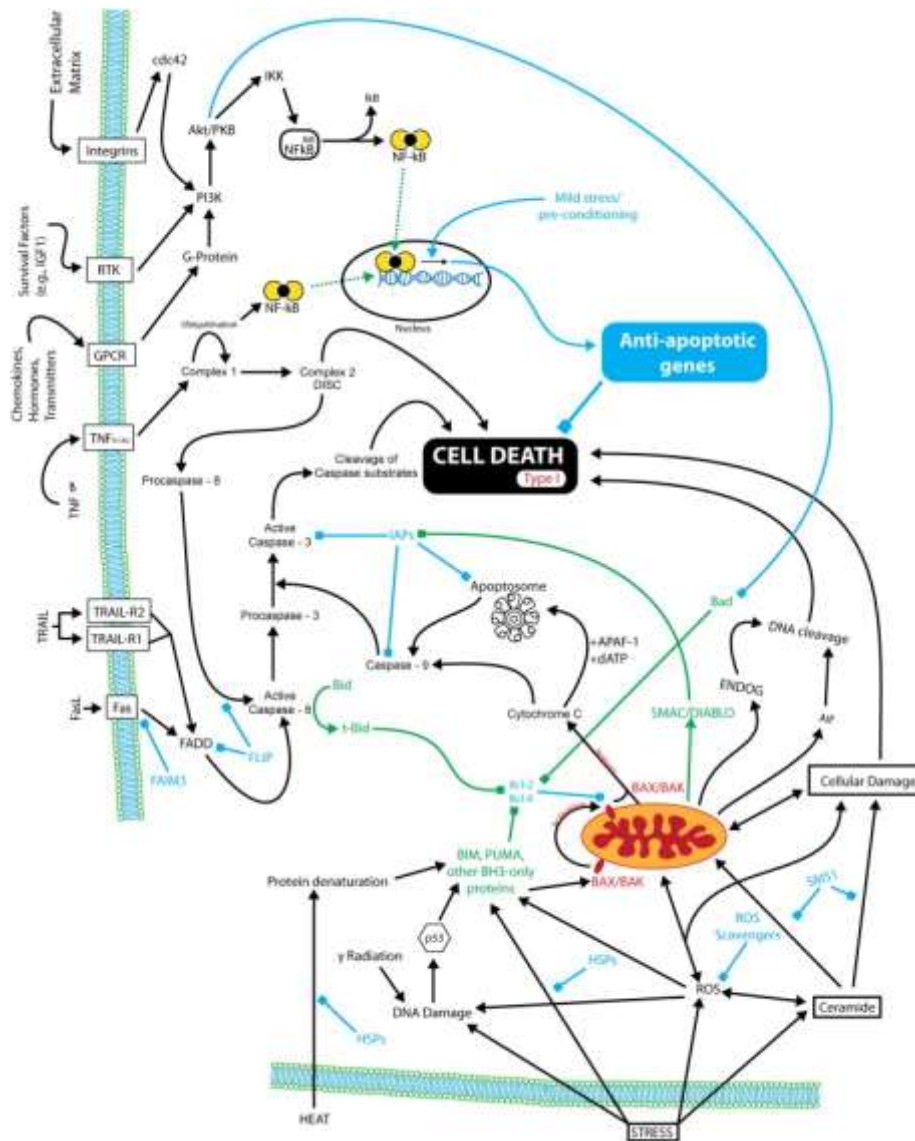 Extracellular
Matrix
cdc42
IKK
IkB
Akt/PKB
NFkB
NF-kB
Integrins
PI3K
Mild stress/
pre-conditioning
Survival Factors
(e.g., IGF1)
RTK
G-Protein
NF-kB
Nucleus
Ubiquitination
Chemokines,
Hormones,
Transmitters
GPCR
Complex 1
Complex 2
DISC
Anti-apoptotic
genes
TNF
TNF
CELL DEATH
Type I
Cleavage of
Caspase substrates
Procaspase - 8
Active
Caspase - 3
IAPs
Apoptosome
Bad
TRAIL
TRAIL-R2
TRAIL-R1
Procaspase - 3
+APAF-1
+dATP
DNA cleavage
Caspase - 9
ENDOG
FasL
Fas
Active
Caspase - 8
Bid
t-Bid
Cytochrome C
SMAC/DIABLO
AIF
FADD
FLIP
FAIM3
Bcl-2
BAX/BAK
Cellular Damage
BIM, PUMA,
other BH3-only
proteins
BAX/BAK
Protein denaturation
SMS1
ROS
Scavengers
p53
γ Radiation
HSPs
ROS
DNA Damage
Ceramide
HSPs
HEAT
STRESS